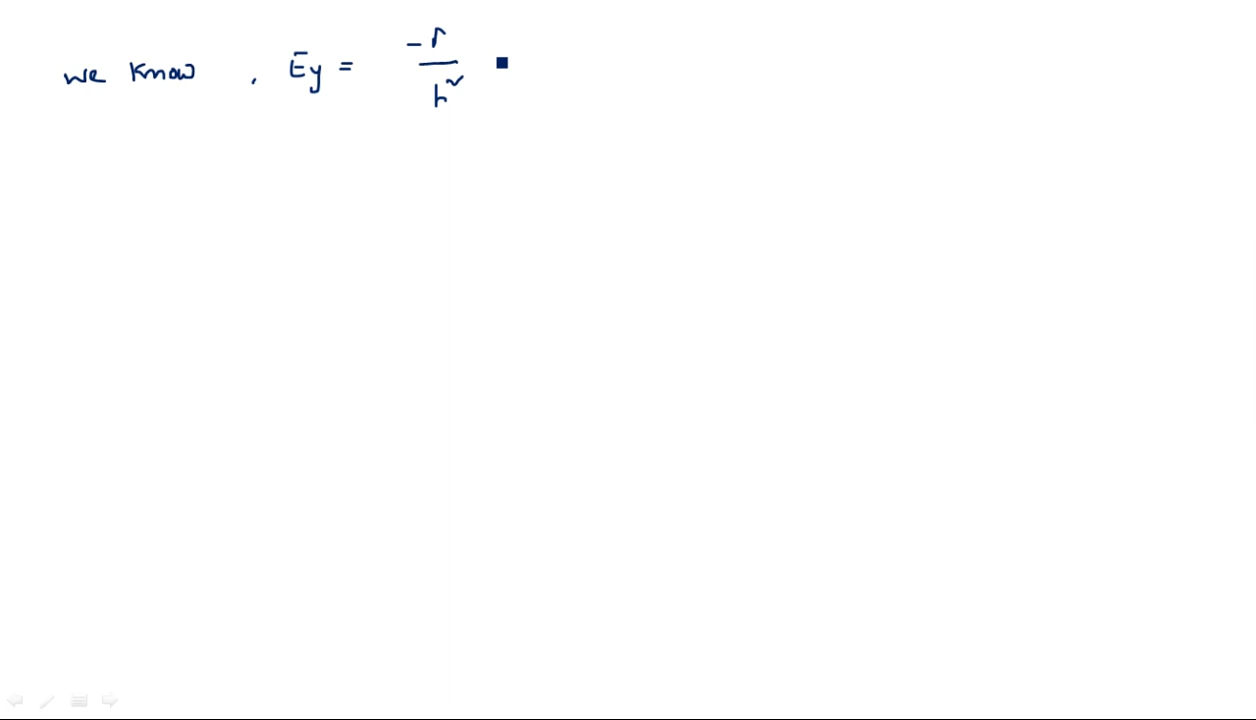 we know , Ey = -r/h²